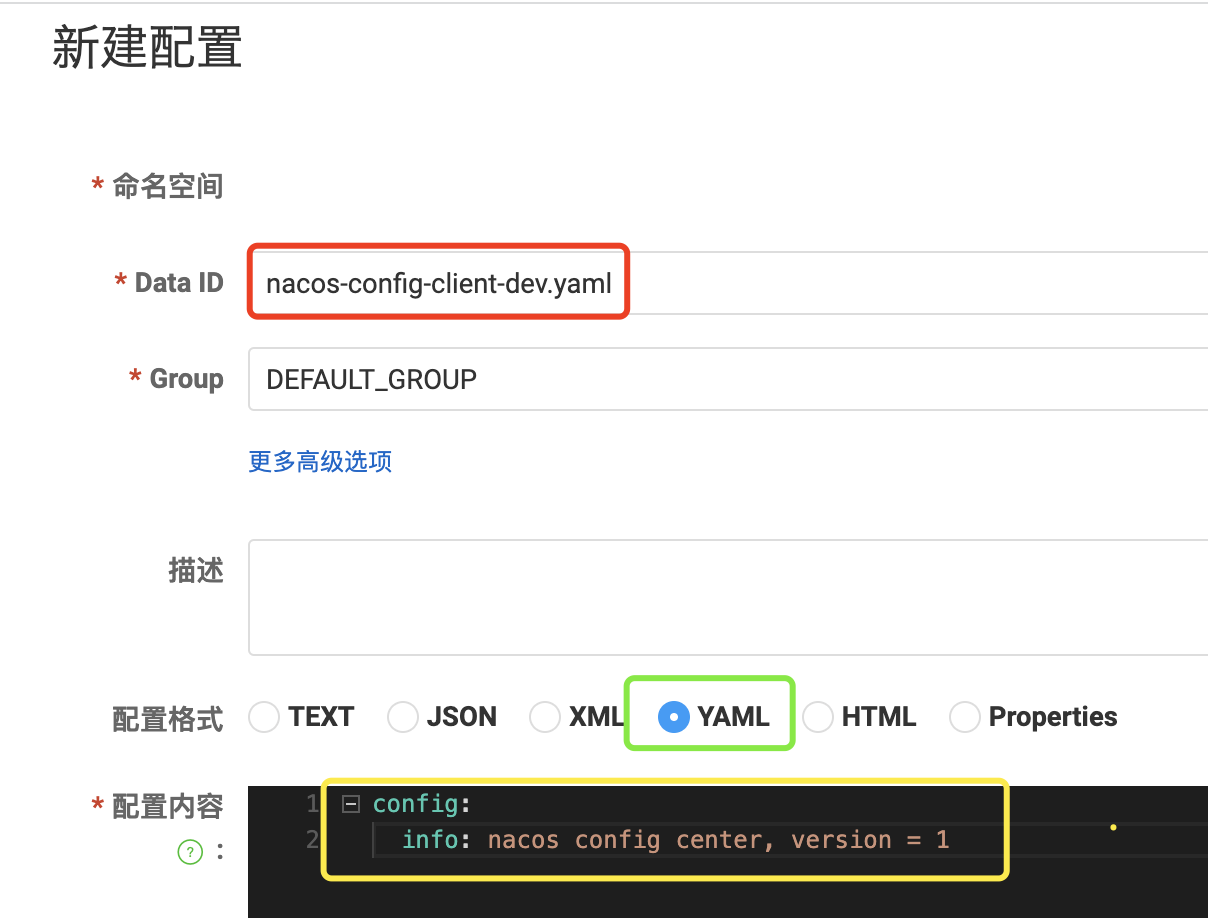 新建配置
* 命名空间
* Data ID nacos-config-client-dev.yaml
* Group DEFAULT_GROUP
更多高级选项
描述
配置格式 TEXT JSON XML YAML HTML Properties
* 配置内容 1 config:
? : 2 info: nacos config center, version = 1